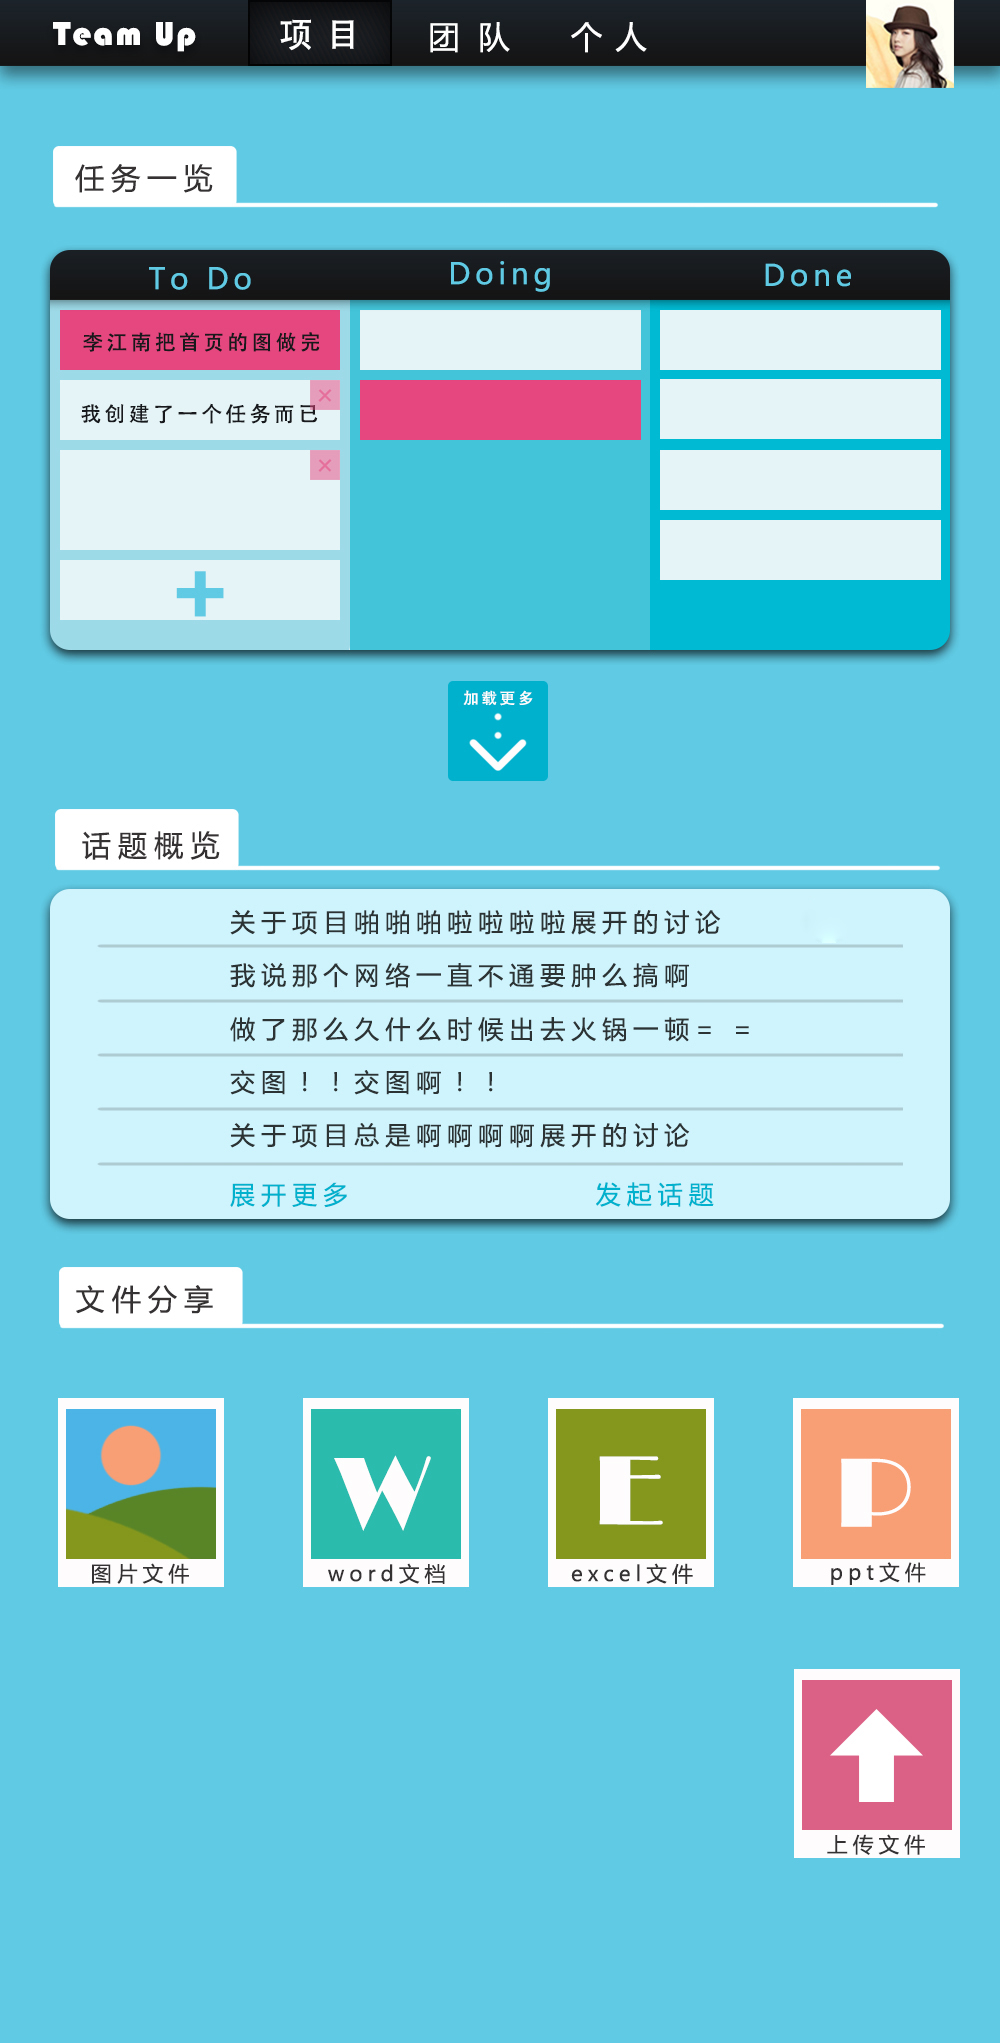 Team Up 项目 团队 个人
任务一览
To Do Doing Done
李江南把首页的图做完
我创建了一个任务而已
加载更多
话题概览
关于项目啪啪啪啦啦啦啦展开的讨论
我说那个网络一直不通要肿么搞啊
做了那么久什么时候出去火锅一顿= =
交图！！交图啊！！
关于项目总是啊啊啊啊展开的讨论
展开更多 发起话题
文件分享
W E P
图片文件 word文档 excel文件 ppt文件
上传文件